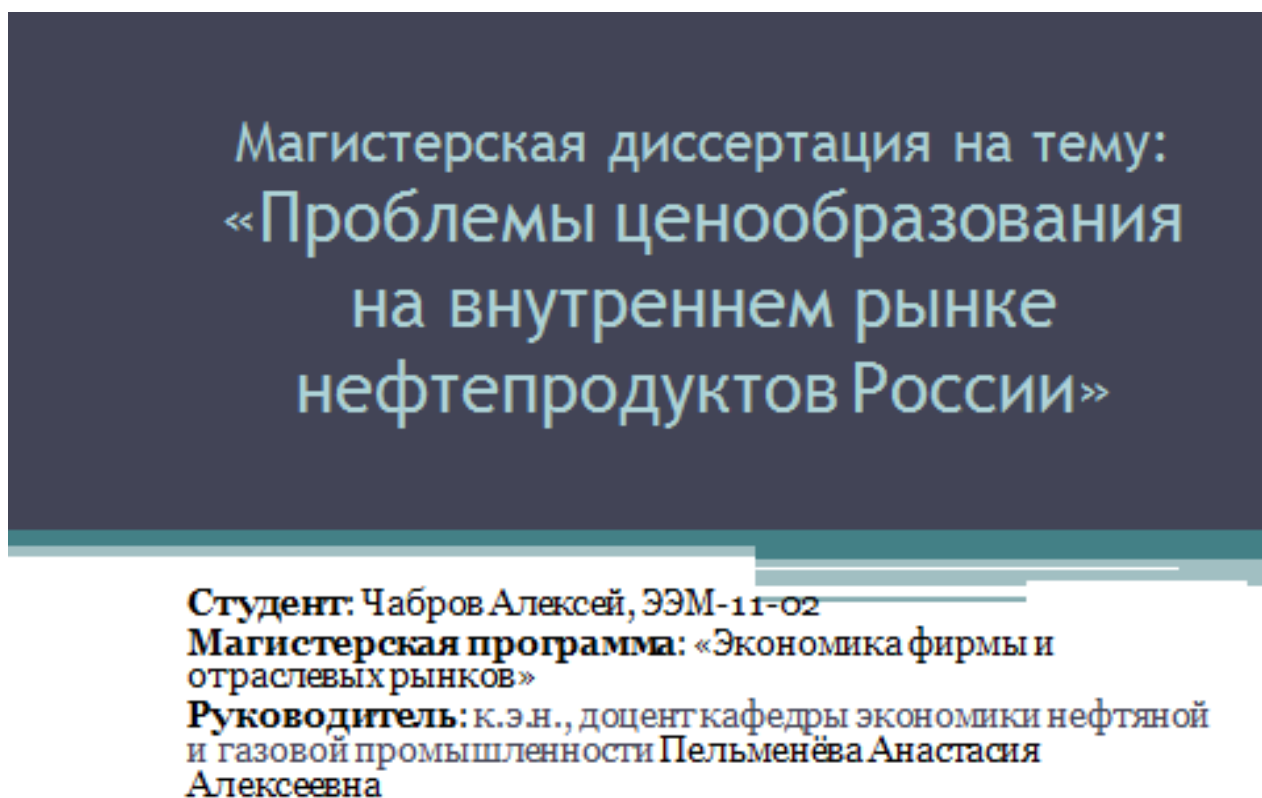 Магистерская диссертация на тему:
«Проблемы ценообразования
на внутреннем рынке
нефтепродуктов России»
Студент: Чабров Алексей, ЭЭМ-11-02
Магистерская программа: «Экономика фирмы и
отраслевых рынков»
Руководитель: к.э.н., доцент кафедры экономики нефтяной
и газовой промышленности Пельменёва Анастасия
Алексеевна